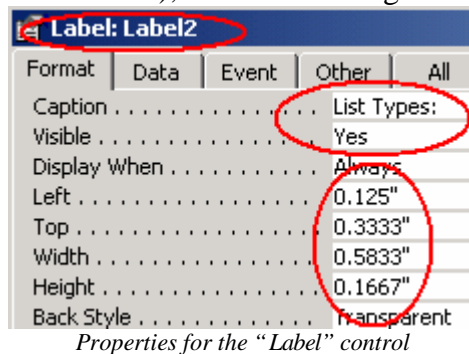 Label: Label2
Format Data Event Other All
Caption . . . . . . . . . . . . . . . . List Types:
Visible . . . . . . . . . . . . . . . . . Yes
Display When . . . . . . . . . . . . Always
Left . . . . . . . . . . . . . . . . . . . 0.125"
Top . . . . . . . . . . . . . . . . . . . 0.3333"
Width . . . . . . . . . . . . . . . . . 0.5833"
Height . . . . . . . . . . . . . . . . . 0.1667"
Back Style . . . . . . . . . . . . . . Transparent
Properties for the “Label” control